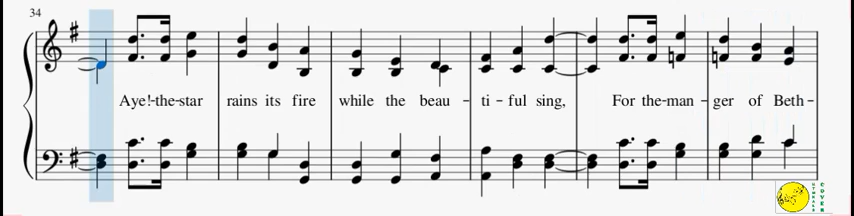 34
Aye!-the-star rains its fire while the beau - ti - ful sing, For the-man - ger of Beth -